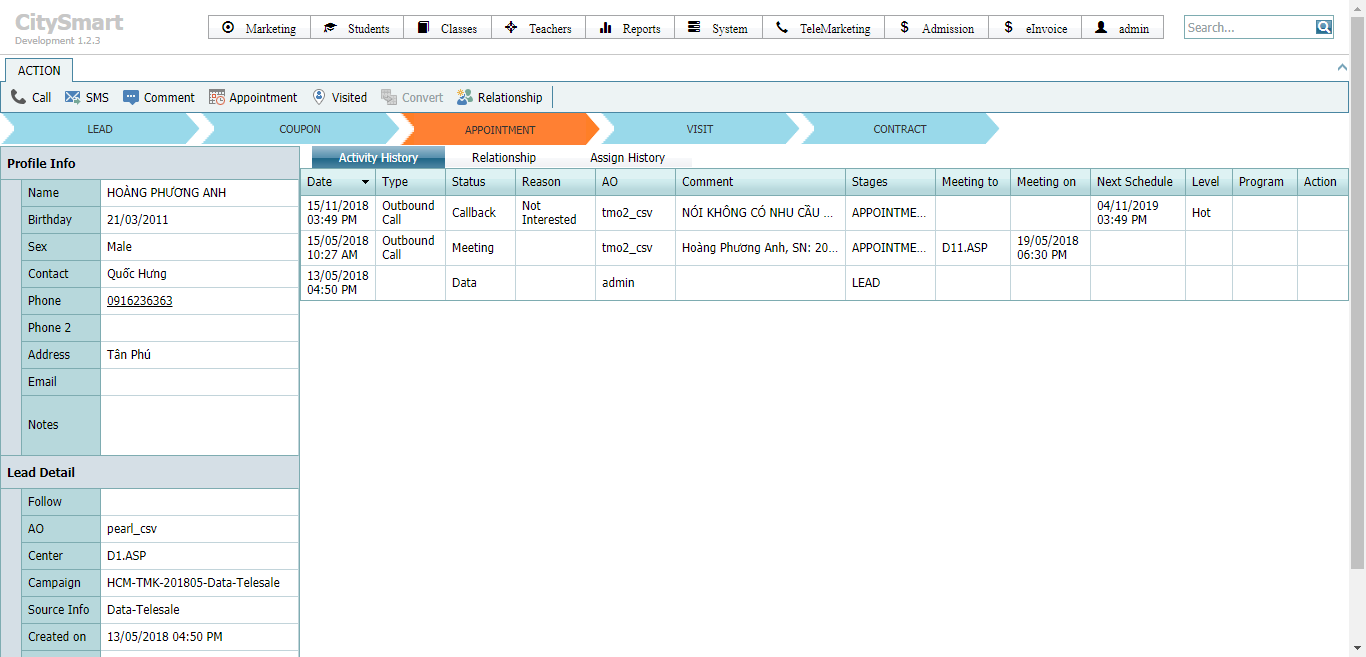 CitySmart
Development 1.2.3
Marketing Students Classes Teachers Reports System TeleMarketing Admission eInvoice admin
Search...
ACTION
Call SMS Comment Appointment Visited Convert Relationship
LEAD COUPON APPOINTMENT VISIT CONTRACT
Profile Info
Name HOÀNG PHƯƠNG ANH
Birthday 21/03/2011
Sex Male
Contact Quốc Hưng
Phone 0916236363
Phone 2
Address Tân Phú
Email
Notes
Lead Detail
Follow
AO pearl_csv
Center D1.ASP
Campaign HCM-TMK-201805-Data-Telesale
Source Info Data-Telesale
Created on 13/05/2018 04:50 PM
Activity History Relationship Assign History
Date Type Status Reason AO Comment Stages Meeting to Meeting on Next Schedule Level Program Action
15/11/2018 Outbound Not 04/11/2019
Callback tmo2_csv NÓI KHÔNG CÓ NHU CẦU ... APPOINTME... Hot
03:49 PM Call Interested 03:49 PM
15/05/2018 Outbound 19/05/2018
Meeting tmo2_csv Hoàng Phương Anh, SN: 20... APPOINTME... D11.ASP
10:27 AM Call 06:30 PM
13/05/2018
Data admin LEAD
04:50 PM